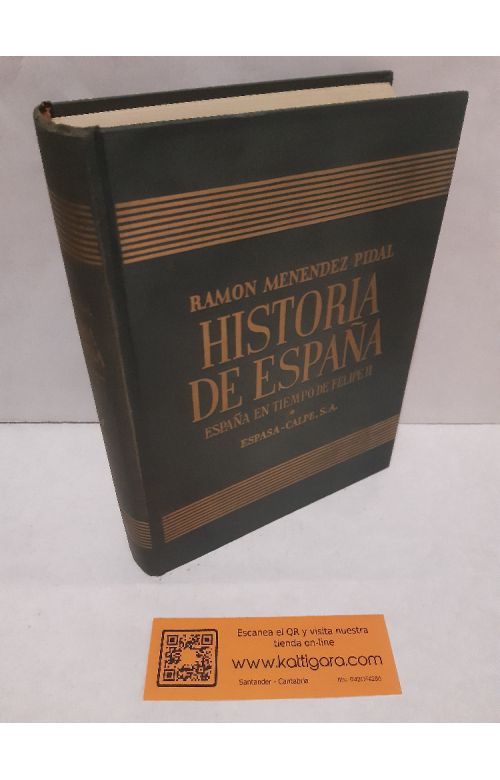 RAMON MENENDEZ PIDAL
HISTORIA
DE ESPAÑA
ESPAÑA EN TIEMPO DE FELIPE II
ESPASA-CALPE, S.A.
Escanea el QR y visita nuestra
tienda on-line
www.kattigara.com
Santander - Cantabria